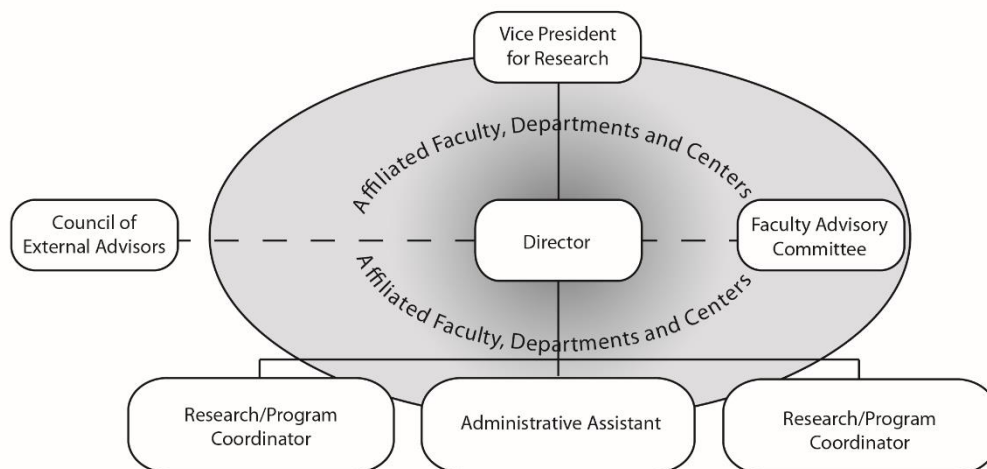 Vice President
for Research
Affiliated Faculty, Departments and Centers
Council of
External Advisors
Director
Faculty Advisory
Committee
Affiliated Faculty, Departments and Centers
Research/Program
Coordinator
Administrative Assistant
Research/Program
Coordinator